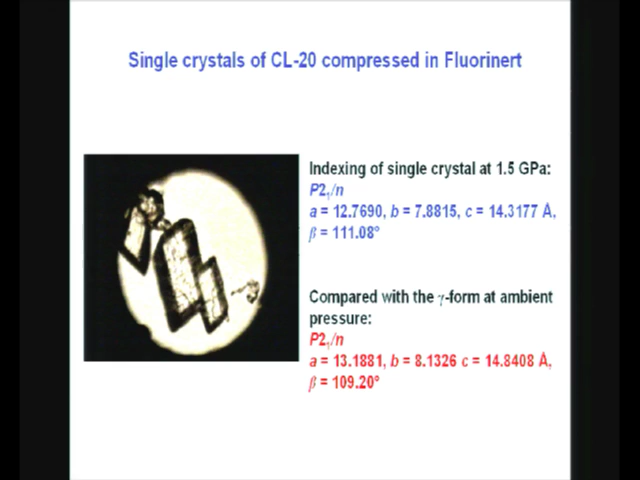 Single crystals of CL-20 compressed in Fluorinert
Indexing of single crystal at 1.5 GPa:
P2₁/n
a = 12.7690, b = 7.8815, c = 14.3177 Å,
β = 111.08°
Compared with the γ-form at ambient
pressure:
P2₁/n
a = 13.1881, b = 8.1326 c = 14.8408 Å,
β = 109.20°